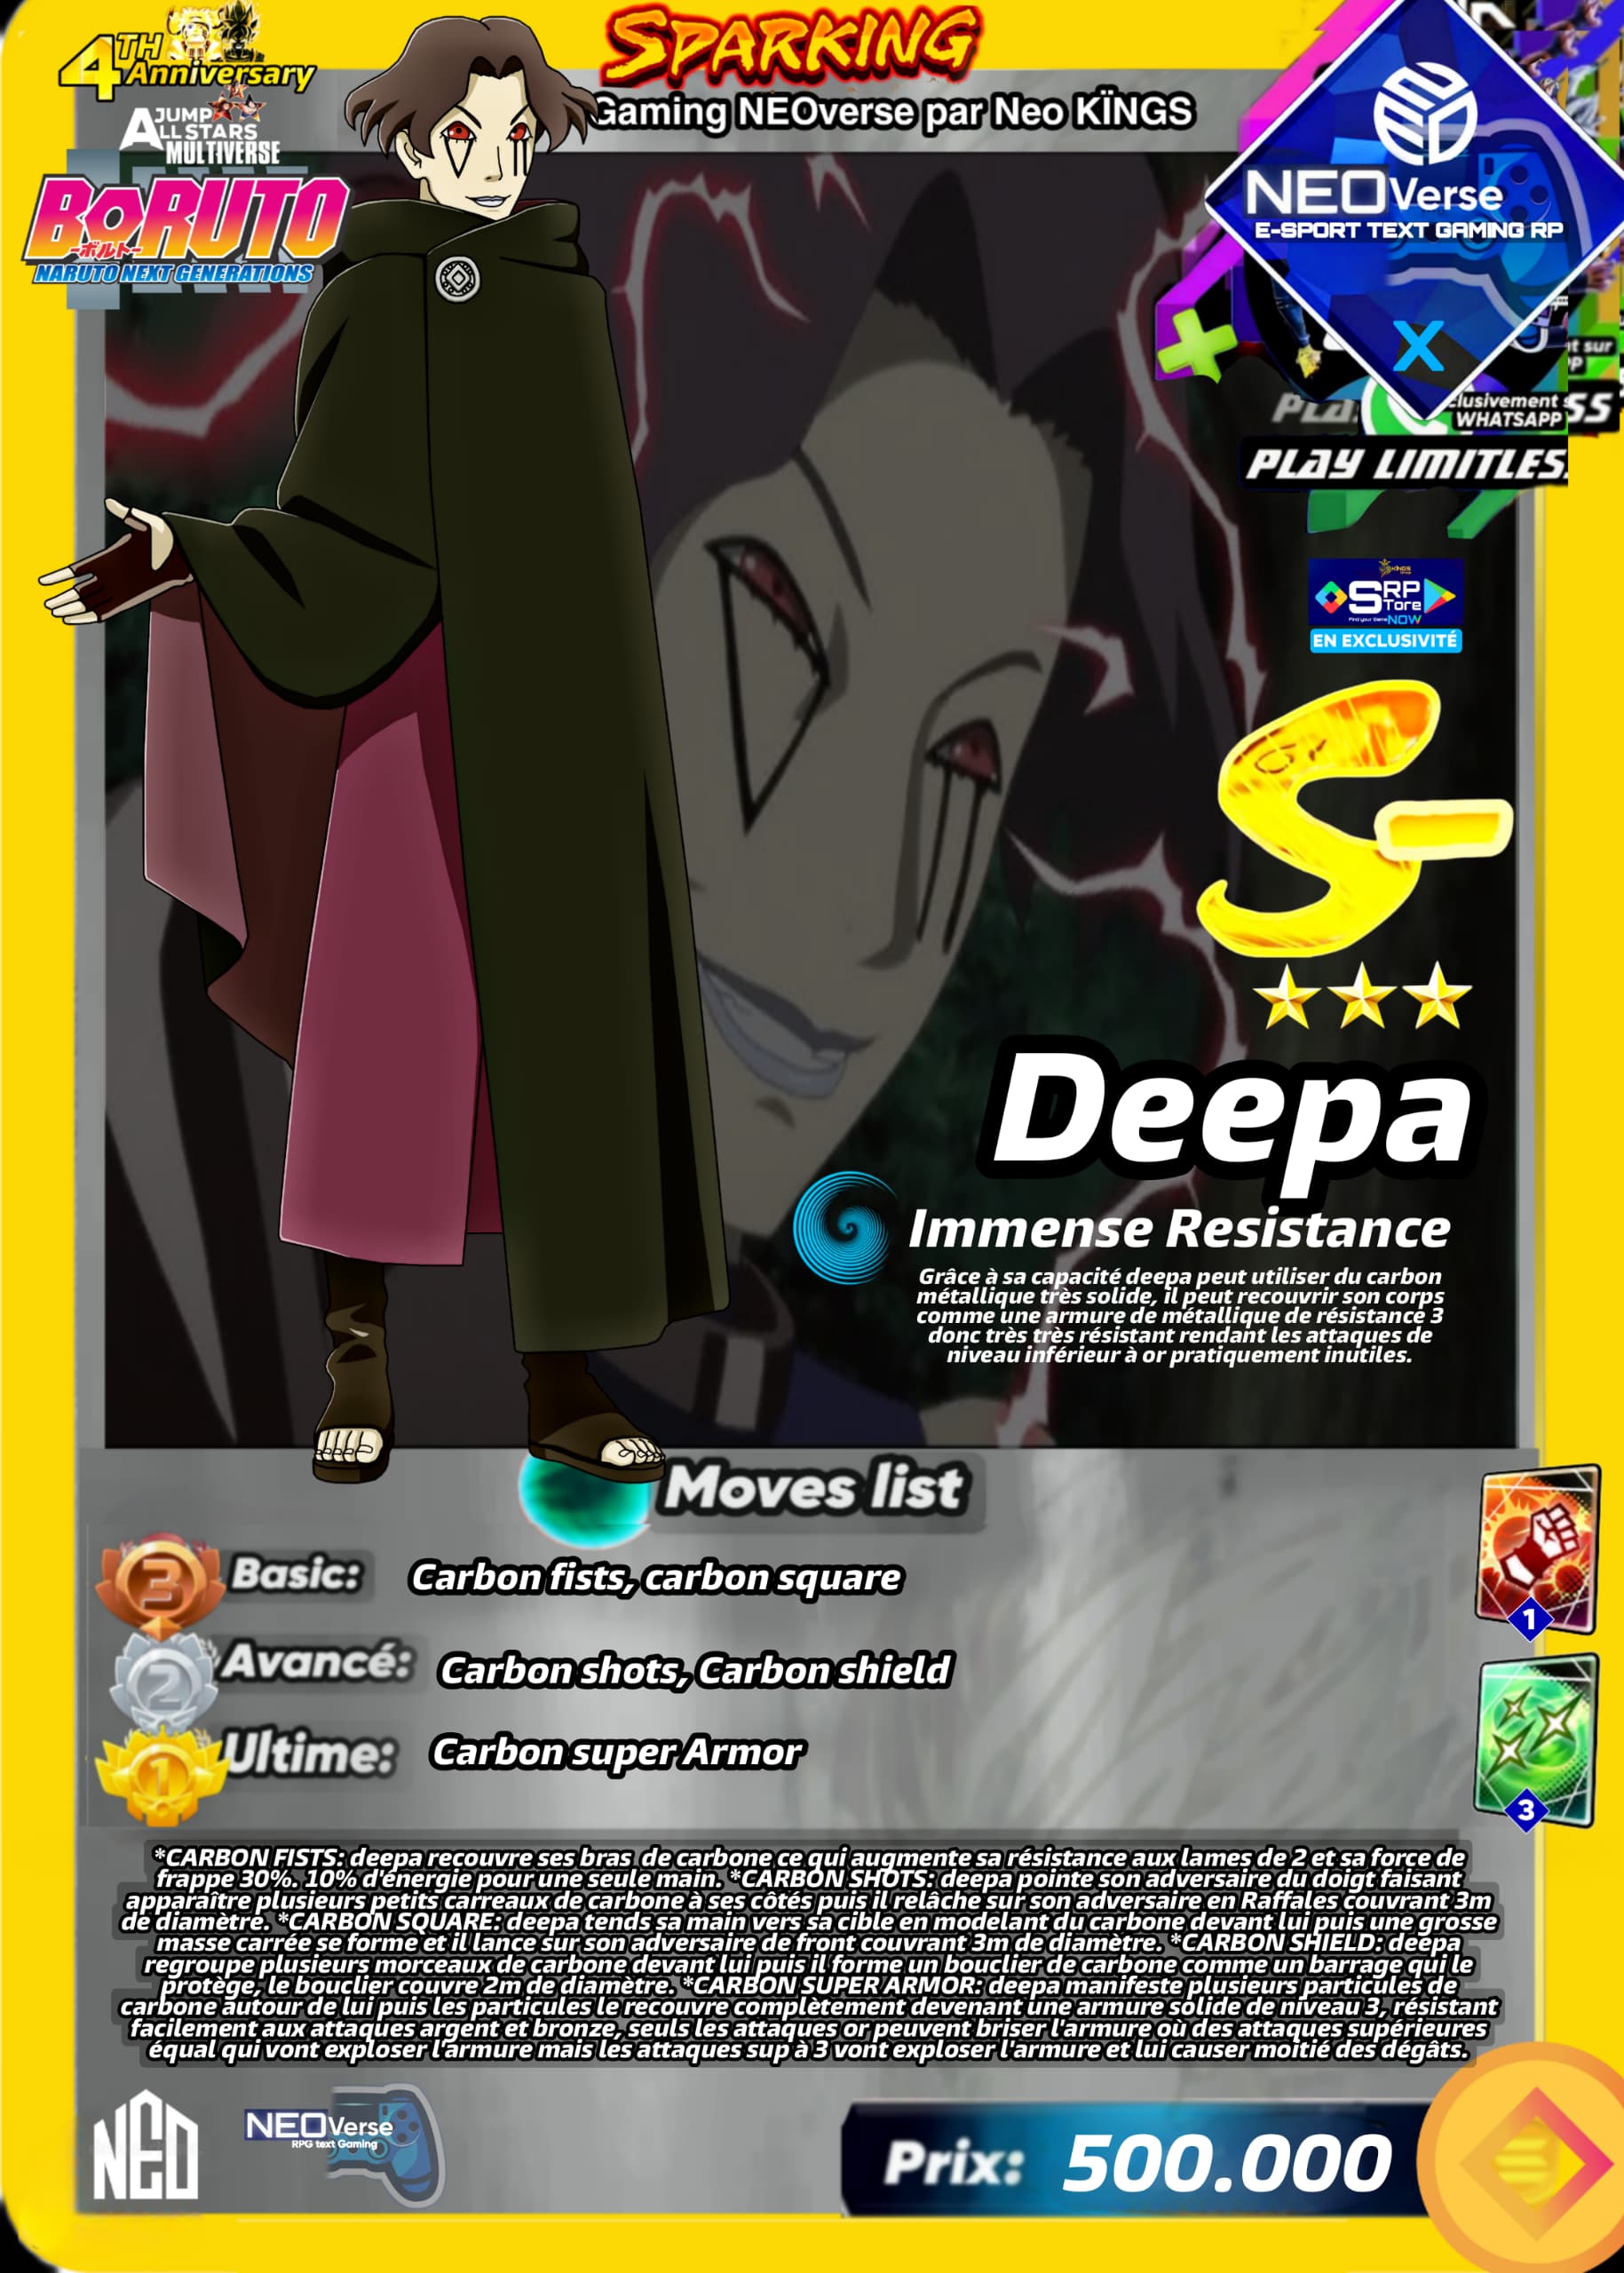 4TH
Anniversary
SPARKING
Gaming NEOverse par Neo KÏNGS
JUMP
ALL STARS
MULTIVERSE
BORUTO
-ボルト-
NARUTO NEXT GENERATIONS
NEOVerse
E-SPORT TEXT GAMING RP
X
t sur
PLA
clusivement s
WHATSAPP
SS
PLAY LIMITLES
SRP
Tore
Find your Game NOW
EN EXCLUSIVITÉ
S-
Deepa
Immense Resistance
Grâce à sa capacité deepa peut utiliser du carbon
métallique très solide, il peut recouvrir son corps
comme une armure de métallique de résistance 3
donc très très résistant rendant les attaques de
niveau inférieur à or pratiquement inutiles.
Moves list
3 Basic: Carbon fists, carbon square
1
2 Avancé: Carbon shots, Carbon shield
1 Ultime: Carbon super Armor
3
*CARBON FISTS: deepa recouvre ses bras de carbone ce qui augmente sa résistance aux lames de 2 et sa force de
frappe 30%. 10% d'énergie pour une seule main. *CARBON SHOTS: deepa pointe son adversaire du doigt faisant
apparaître plusieurs petits carreaux de carbone à ses côtés puis il relâche sur son adversaire en Raffales couvrant 3m
de diamètre. *CARBON SQUARE: deepa tends sa main vers sa cible en modelant du carbone devant lui puis une grosse
masse carrée se forme et il lance sur son adversaire de front couvrant 3m de diamètre. *CARBON SHIELD: deepa
regroupe plusieurs morceaux de carbone devant lui puis il forme un bouclier de carbone comme un barrage qui le
protège, le bouclier couvre 2m de diamètre. *CARBON SUPER ARMOR: deepa manifeste plusieurs particules de
carbone autour de lui puis les particules le recouvre complètement devenant une armure solide de niveau 3, résistant
facilement aux attaques argent et bronze, seuls les attaques or peuvent briser l'armure où des attaques supérieures
équal qui vont exploser l'armure mais les attaques sup à 3 vont exploser l'armure et lui causer moitié des dégâts.
NEO
NEOVerse
RPG text Gaming
Prix: 500.000